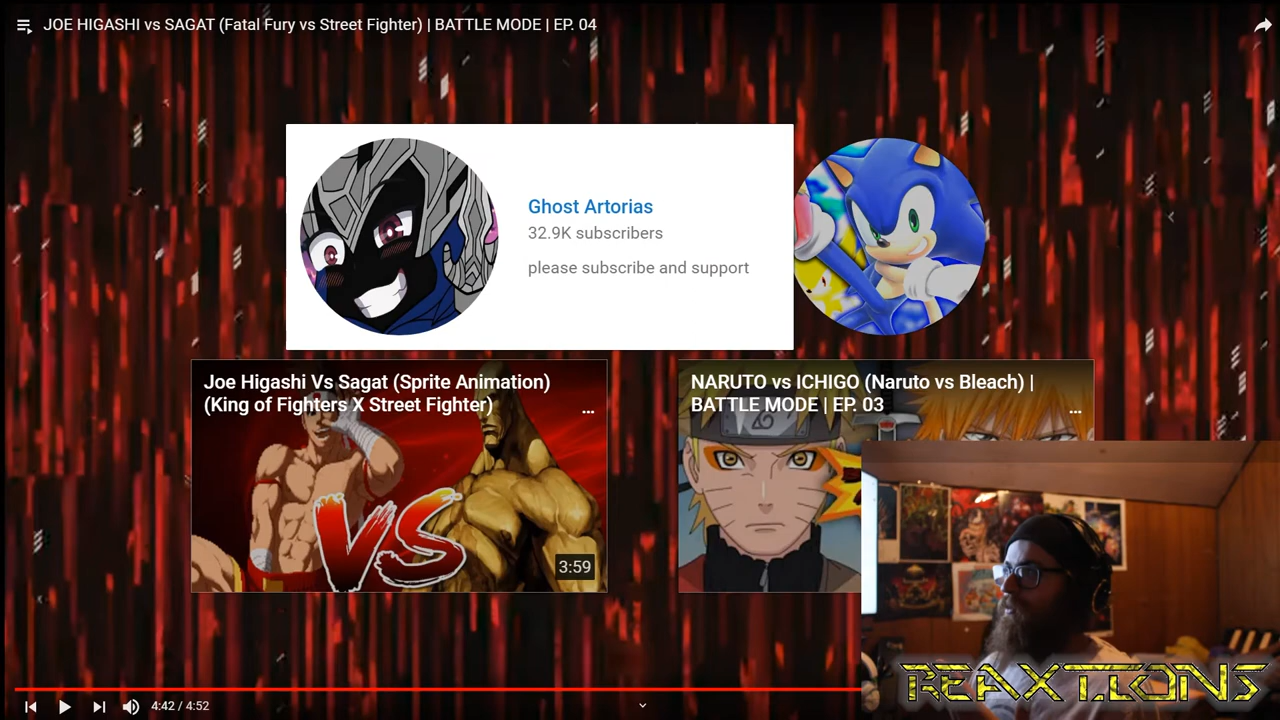 JOE HIGASHI vs SAGAT (Fatal Fury vs Street Fighter) | BATTLE MODE | EP. 04
Ghost Artorias
32.9K subscribers
please subscribe and support
Joe Higashi Vs Sagat (Sprite Animation)
(King of Fighters X Street Fighter)
VS
3:59
NARUTO vs ICHIGO (Naruto vs Bleach) |
BATTLE MODE | EP. 03
REAXTIONS
4:42 / 4:52